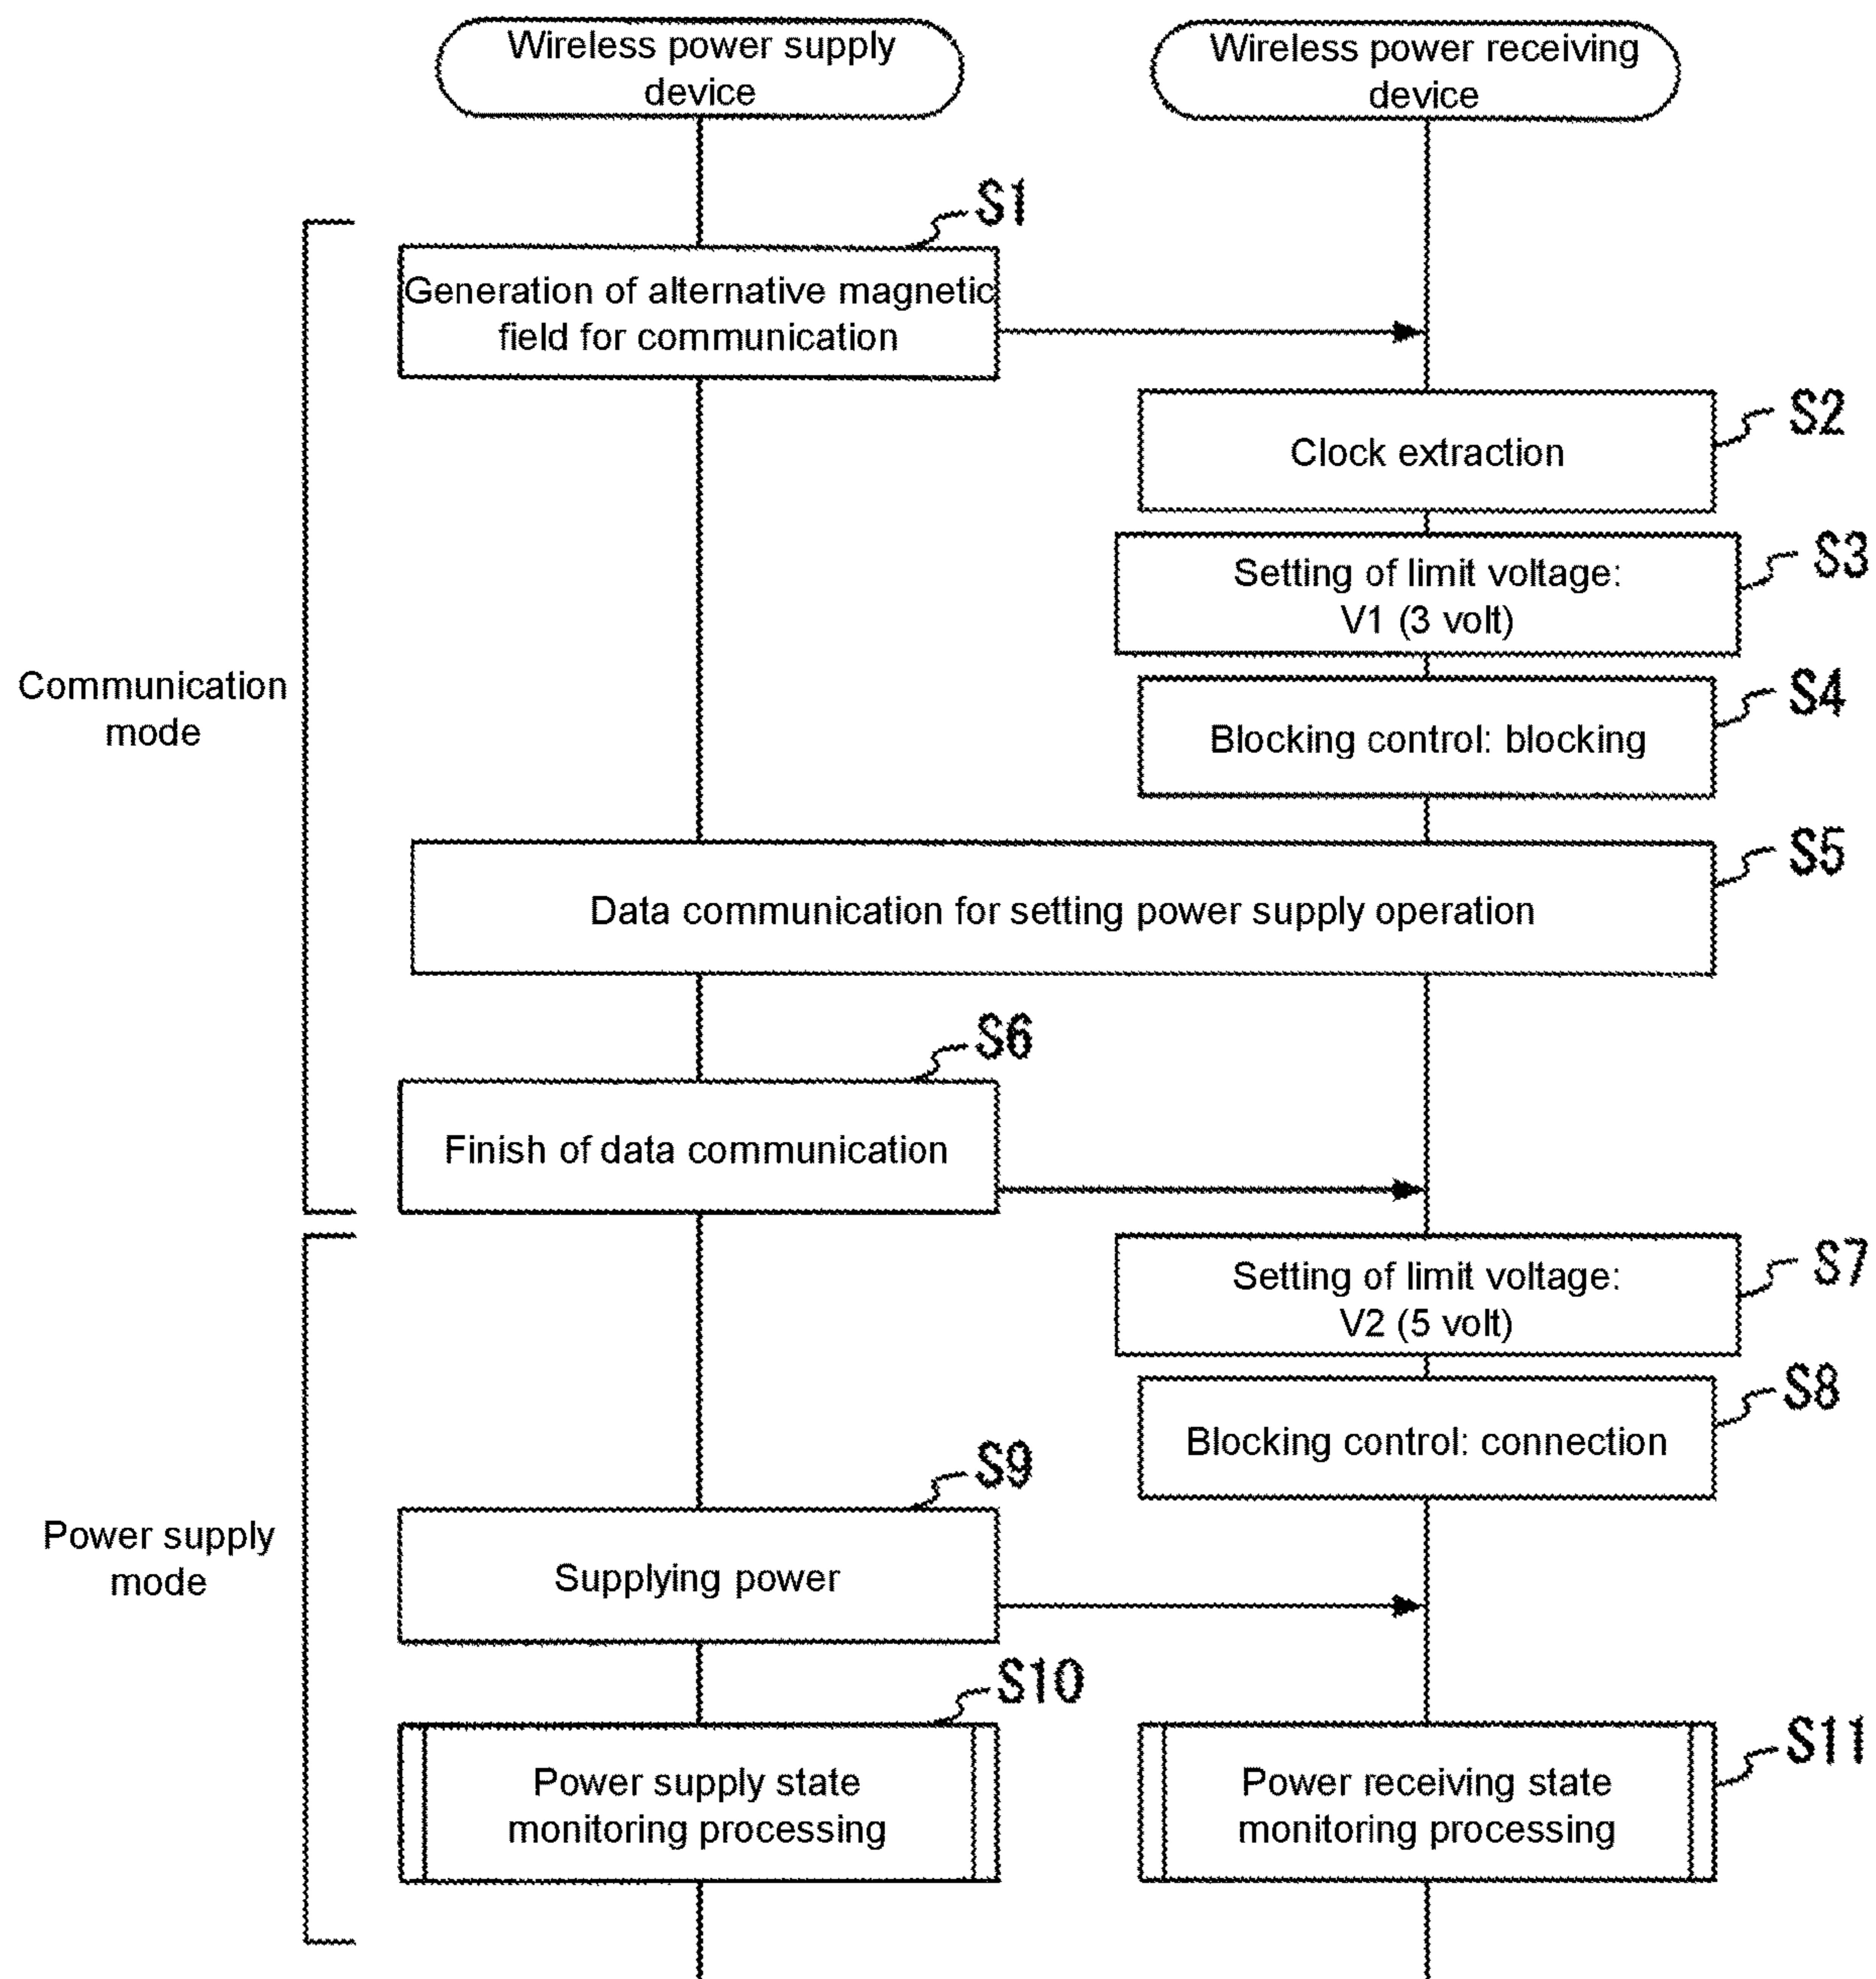 Wireless power supply
device
Wireless power receiving
device
S1
Generation of alternative magnetic
field for communication
S2
Clock extraction
S3
Setting of limit voltage:
V1 (3 volt)
Communication
mode
S4
Blocking control: blocking
S5
Data communication for setting power supply operation
S6
Finish of data communication
S7
Setting of limit voltage:
V2 (5 volt)
S8
Blocking control: connection
Power supply
mode
S9
Supplying power
S10
Power supply state
monitoring processing
S11
Power receiving state
monitoring processing